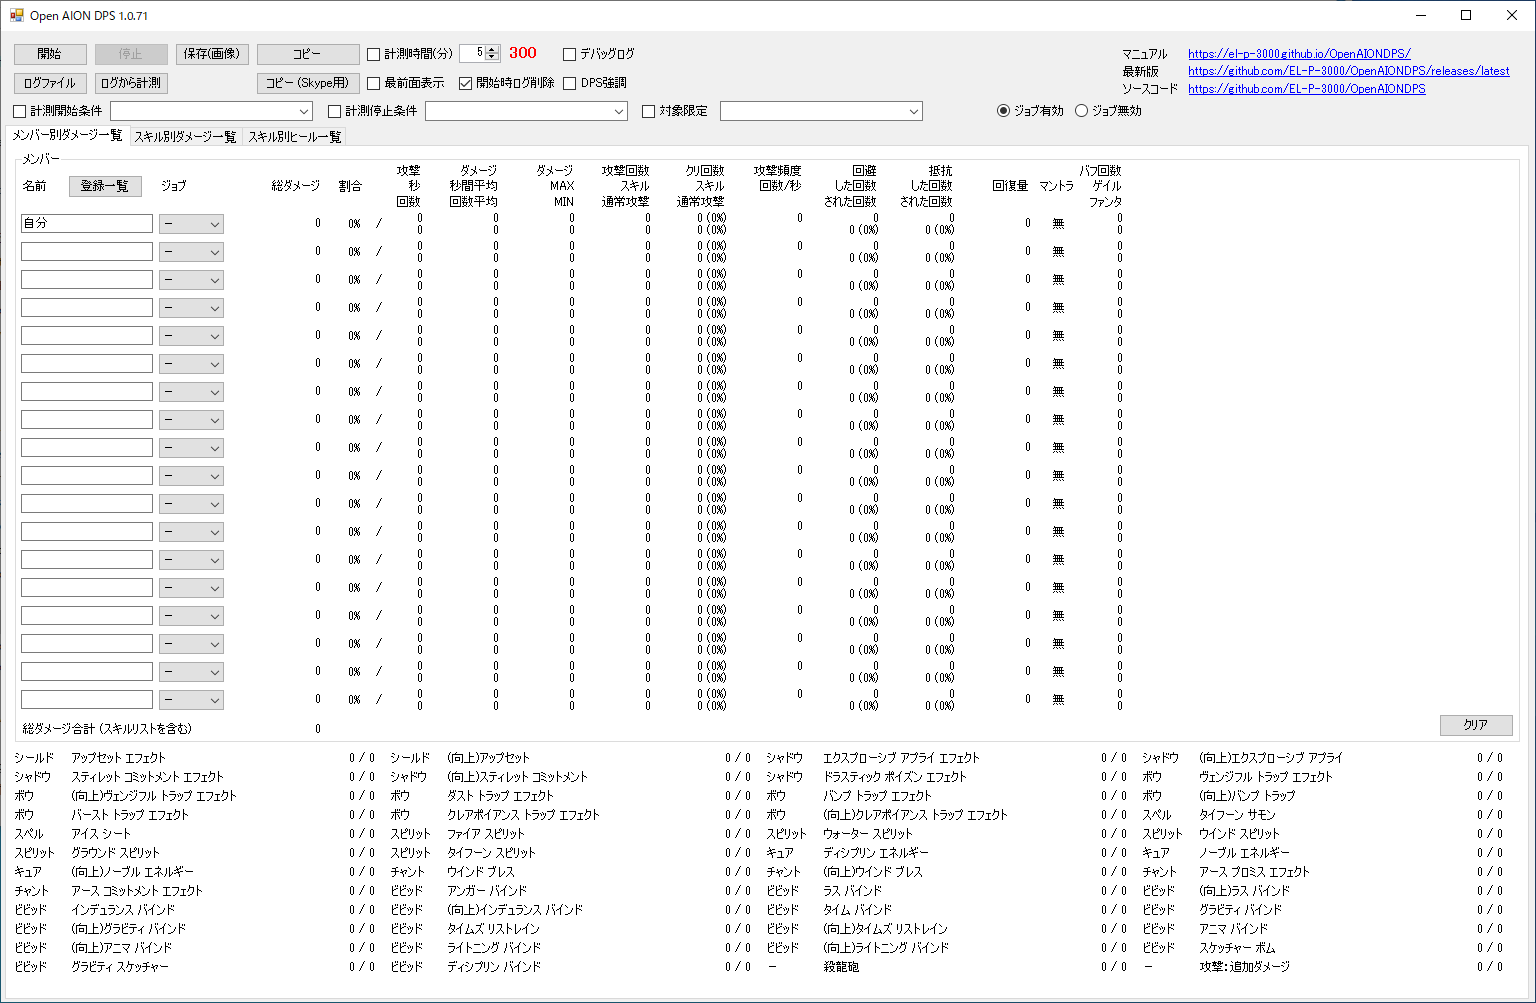 Open AION DPS 1.0.71
開始 停止 保存(画像) コピー 計測時間(分) 5 300 デバッグログ
マニュアル https://el-p-3000.github.io/OpenAIONDPS/
最新版 https://github.com/EL-P-3000/OpenAIONDPS/releases/latest
ログファイル ログから計測 コピー (Skype用) 最前面表示 開始時ログ削除 DPS強調
ソースコード https://github.com/EL-P-3000/OpenAIONDPS
計測開始条件 計測停止条件 対象限定 ジョブ有効 ジョブ無効
メンバー別ダメージ一覧 スキル別ダメージ一覧 スキル別ヒール一覧
メンバー
攻撃 ダメージ ダメージ 攻撃回数 クリ回数 攻撃頻度 回避 抵抗 バフ回数
名前 登録一覧 ジョブ 総ダメージ 割合 秒 秒間平均 MAX スキル スキル 回数/秒 した回数 した回数 回復量 マントラ ゲイル
回数 回数平均 MIN 通常攻撃 通常攻撃 された回数 された回数 ファンタ
0 0 0 0 0 (0%) 0 0 0 0
自分 - 0 0% / 0 無
0 0 0 0 0 (0%) 0 (0%) 0 (0%) 0
0 0 0 0 0 (0%) 0 0 0 0
- 0 0% / 0 無
0 0 0 0 0 (0%) 0 (0%) 0 (0%) 0
0 0 0 0 0 (0%) 0 0 0 0
- 0 0% / 0 無
0 0 0 0 0 (0%) 0 (0%) 0 (0%) 0
0 0 0 0 0 (0%) 0 0 0 0
- 0 0% / 0 無
0 0 0 0 0 (0%) 0 (0%) 0 (0%) 0
0 0 0 0 0 (0%) 0 0 0 0
- 0 0% / 0 無
0 0 0 0 0 (0%) 0 (0%) 0 (0%) 0
0 0 0 0 0 (0%) 0 0 0 0
- 0 0% / 0 無
0 0 0 0 0 (0%) 0 (0%) 0 (0%) 0
0 0 0 0 0 (0%) 0 0 0 0
- 0 0% / 0 無
0 0 0 0 0 (0%) 0 (0%) 0 (0%) 0
0 0 0 0 0 (0%) 0 0 0 0
- 0 0% / 0 無
0 0 0 0 0 (0%) 0 (0%) 0 (0%) 0
0 0 0 0 0 (0%) 0 0 0 0
- 0 0% / 0 無
0 0 0 0 0 (0%) 0 (0%) 0 (0%) 0
0 0 0 0 0 (0%) 0 0 0 0
- 0 0% / 0 無
0 0 0 0 0 (0%) 0 (0%) 0 (0%) 0
0 0 0 0 0 (0%) 0 0 0 0
- 0 0% / 0 無
0 0 0 0 0 (0%) 0 (0%) 0 (0%) 0
0 0 0 0 0 (0%) 0 0 0 0
- 0 0% / 0 無
0 0 0 0 0 (0%) 0 (0%) 0 (0%) 0
0 0 0 0 0 (0%) 0 0 0 0
- 0 0% / 0 無
0 0 0 0 0 (0%) 0 (0%) 0 (0%) 0
0 0 0 0 0 (0%) 0 0 0 0
- 0 0% / 0 無
0 0 0 0 0 (0%) 0 (0%) 0 (0%) 0
0 0 0 0 0 (0%) 0 0 0 0
- 0 0% / 0 無
0 0 0 0 0 (0%) 0 (0%) 0 (0%) 0
0 0 0 0 0 (0%) 0 0 0 0
- 0 0% / 0 無
0 0 0 0 0 (0%) 0 (0%) 0 (0%) 0
0 0 0 0 0 (0%) 0 0 0 0
- 0 0% / 0 無
0 0 0 0 0 (0%) 0 (0%) 0 (0%) 0
0 0 0 0 0 (0%) 0 0 0 0
- 0 0% / 0 無
0 0 0 0 0 (0%) 0 (0%) 0 (0%) 0
総ダメージ合計 (スキルリストを含む) 0 クリア
シールド アップセット エフェクト 0 / 0 シールド (向上)アップセット 0 / 0 シャドウ エクスプローシブ アプライ エフェクト 0 / 0 シャドウ (向上)エクスプローシブ アプライ 0 / 0
シャドウ スティレット コミットメント エフェクト 0 / 0 シャドウ (向上)スティレット コミットメント 0 / 0 シャドウ ドラスティック ポイズン エフェクト 0 / 0 ボウ ヴェンジフル トラップ エフェクト 0 / 0
ボウ (向上)ヴェンジフル トラップ エフェクト 0 / 0 ボウ ダスト トラップ エフェクト 0 / 0 ボウ バンプ トラップ エフェクト 0 / 0 ボウ (向上)バンプ トラップ 0 / 0
ボウ バースト トラップ エフェクト 0 / 0 ボウ クレアボイアンス トラップ エフェクト 0 / 0 ボウ (向上)クレアボイアンス トラップ エフェクト 0 / 0 スペル タイフーン サモン 0 / 0
スペル アイス シート 0 / 0 スピリット ファイア スピリット 0 / 0 スピリット ウォーター スピリット 0 / 0 スピリット ウインド スピリット 0 / 0
スピリット グラウンド スピリット 0 / 0 スピリット タイフーン スピリット 0 / 0 キュア ディシプリン エネルギー 0 / 0 キュア ノーブル エネルギー 0 / 0
キュア (向上)ノーブル エネルギー 0 / 0 チャント ウインド ブレス 0 / 0 チャント (向上)ウインド ブレス 0 / 0 チャント アース プロミス エフェクト 0 / 0
チャント アース コミットメント エフェクト 0 / 0 ビビッド アンガー バインド 0 / 0 ビビッド ラス バインド 0 / 0 ビビッド (向上)ラス バインド 0 / 0
ビビッド インデュランス バインド 0 / 0 ビビッド (向上)インデュランス バインド 0 / 0 ビビッド タイム バインド 0 / 0 ビビッド グラビティ バインド 0 / 0
ビビッド (向上)グラビティ バインド 0 / 0 ビビッド タイムズ リストレイン 0 / 0 ビビッド (向上)タイムズ リストレイン 0 / 0 ビビッド アニマ バインド 0 / 0
ビビッド (向上)アニマ バインド 0 / 0 ビビッド ライトニング バインド 0 / 0 ビビッド (向上)ライトニング バインド 0 / 0 ビビッド スケッチャー ボム 0 / 0
ビビッド グラビティ スケッチャー 0 / 0 ビビッド ディシプリン バインド 0 / 0 - 殺龍砲 0 / 0 - 攻撃:追加ダメージ 0 / 0